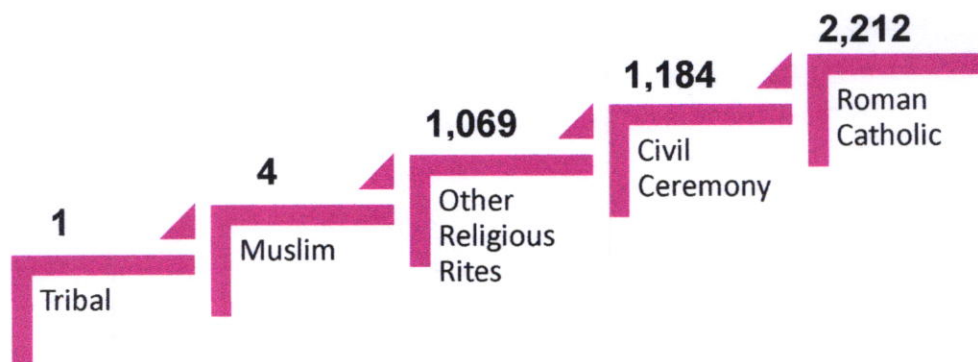 1
Tribal
4
Muslim
1,069
Other
Religious
Rites
1,184
Civil
Ceremony
2,212
Roman
Catholic